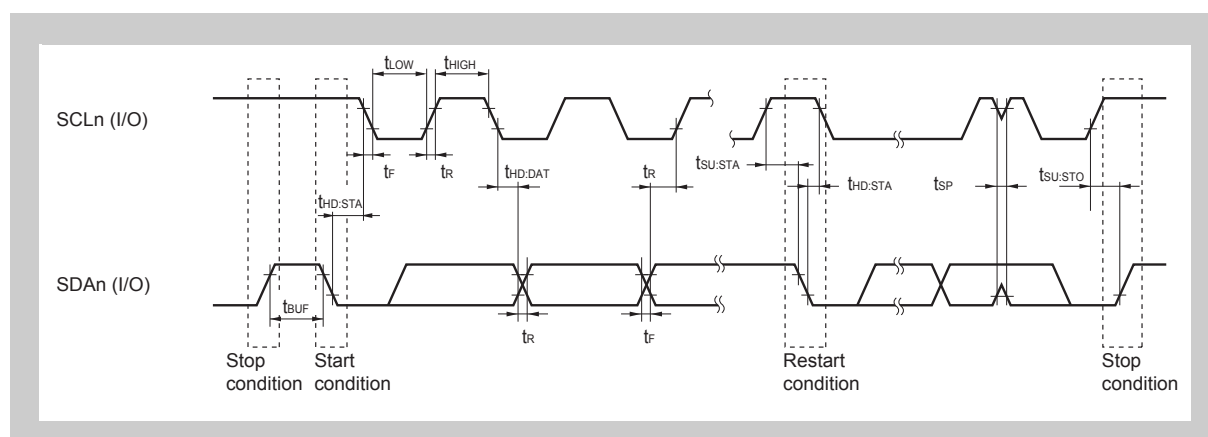 tLOW
tHIGH
SCLn (I/O)
tF
tR
tHD:DAT
tR
tSU:STA
tHD:STA
tSP
tSU:STO
tHD:STA
SDAn (I/O)
tBUF
tR
tF
Stop
condition
Start
condition
Restart
condition
Stop
condition